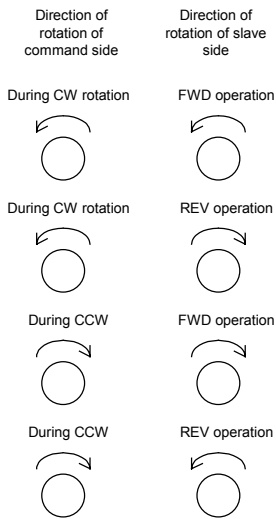 Direction of
rotation of
command side
Direction of
rotation of slave
side
During CW rotation
FWD operation
During CW rotation
REV operation
During CCW
FWD operation
During CCW
REV operation